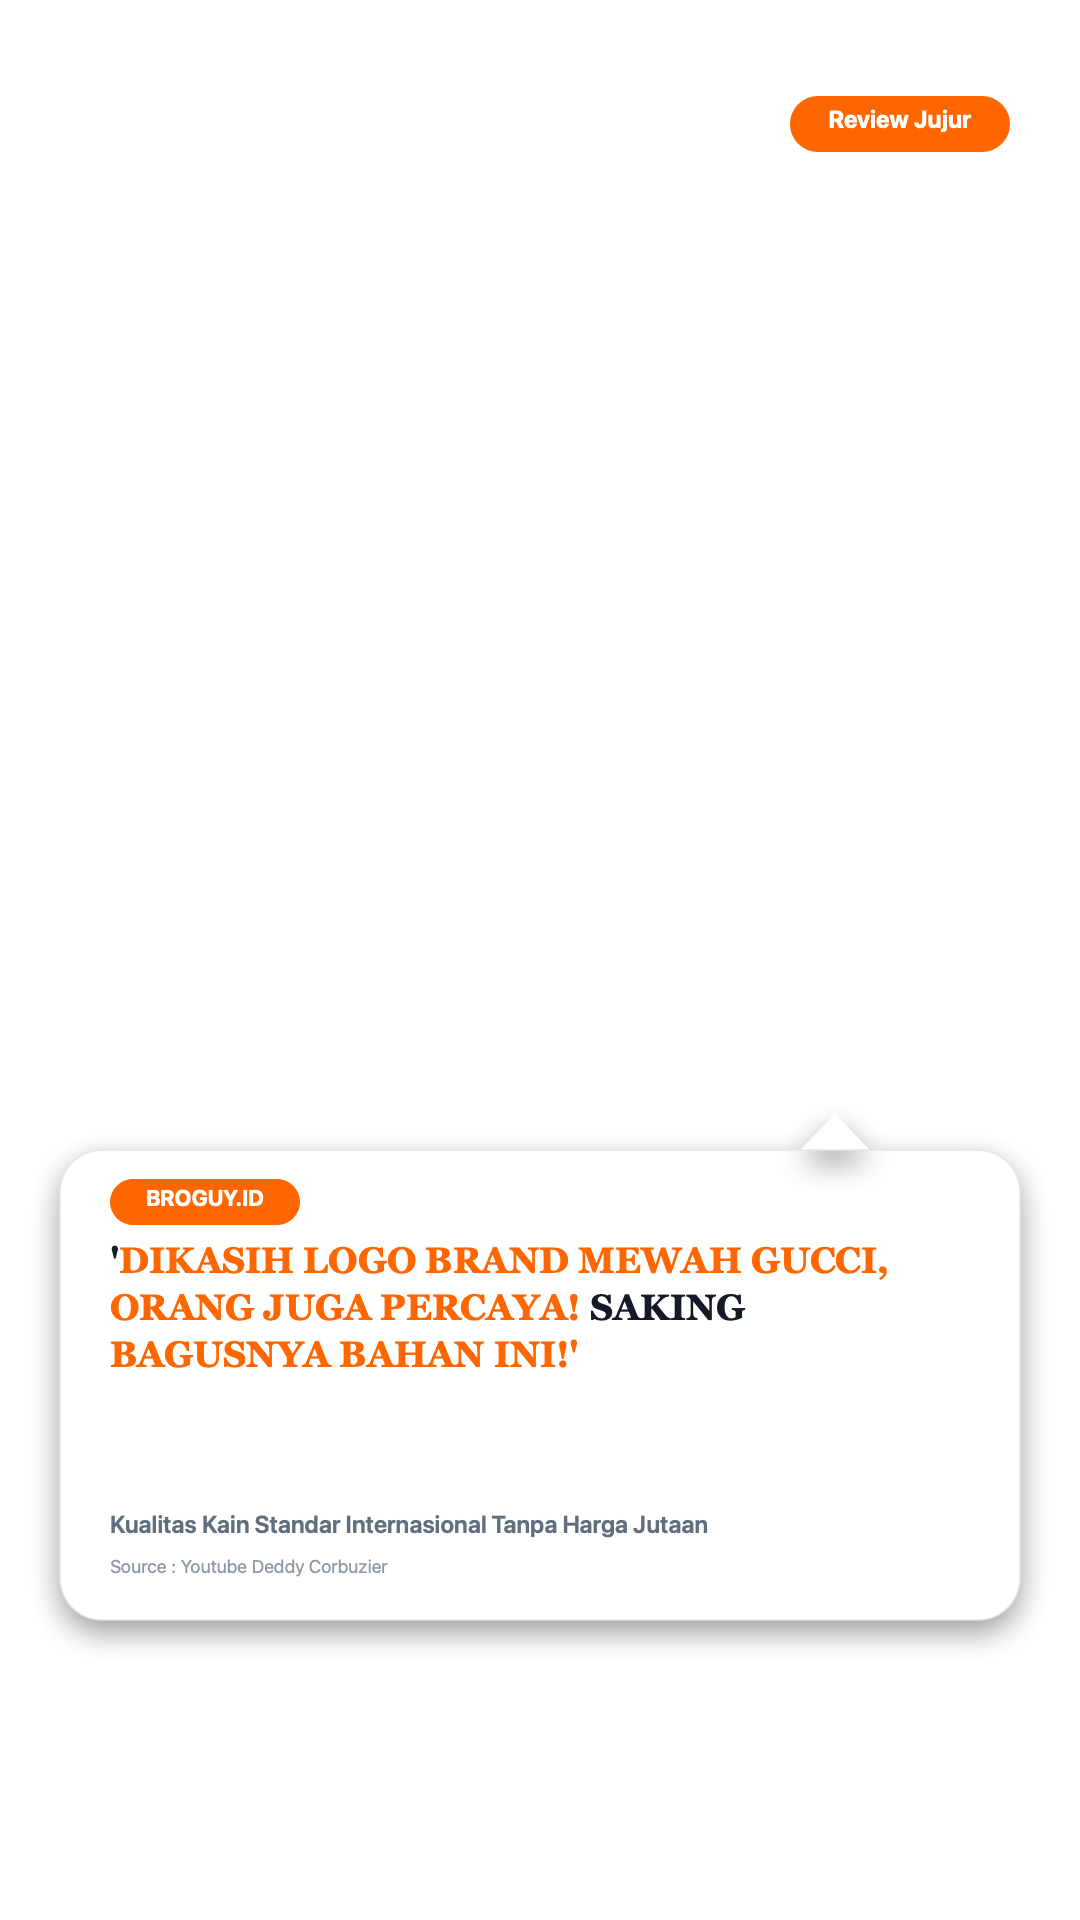 Review Jujur
BROGUY.ID
'DIKASIH LOGO BRAND MEWAH GUCCI,
ORANG JUGA PERCAYA! SAKING
BAGUSNYA BAHAN INI!'
Kualitas Kain Standar Internasional Tanpa Harga Jutaan
Source : Youtube Deddy Corbuzier